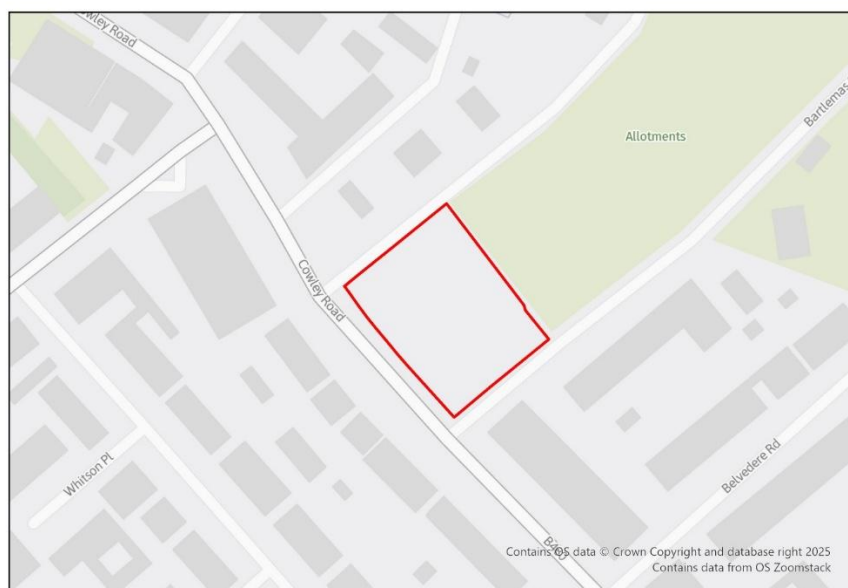 Cowley Road
Allotments
Bartlemas
Cowley Road
Whitson Pl
Belvedere Rd
Contains OS data © Crown Copyright and database right 2025
Contains data from OS Zoomstack